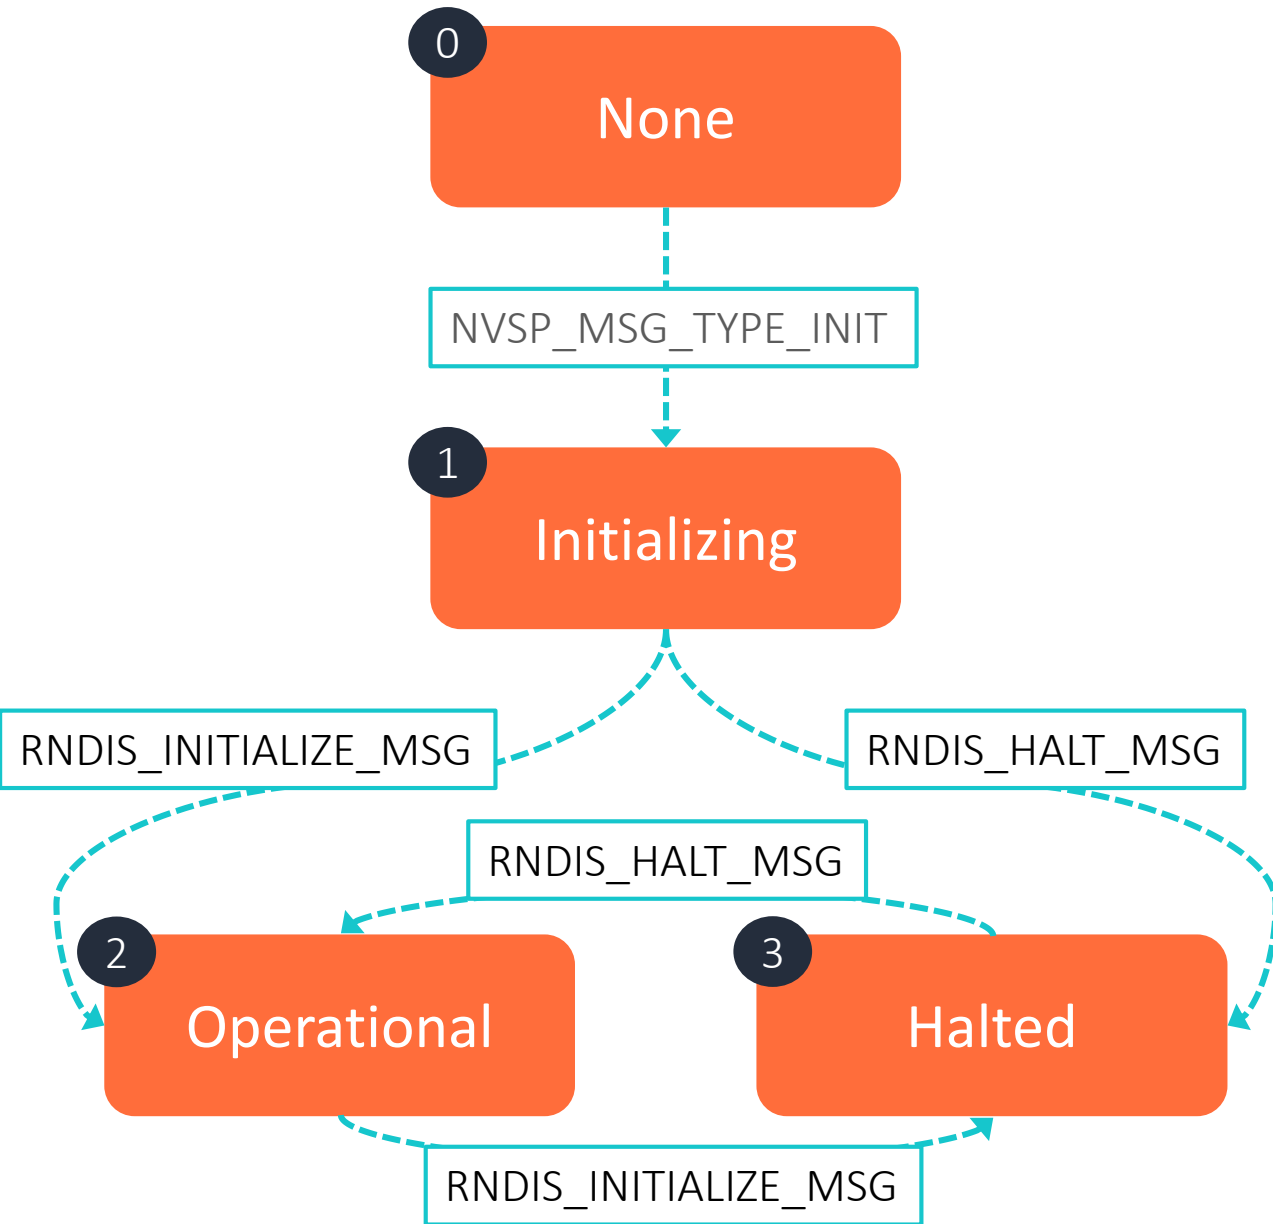 0
None
NVSP_MSG_TYPE_INIT
1
Initializing
RNDIS_INITIALIZE_MSG
RNDIS_HALT_MSG
RNDIS_HALT_MSG
2
Operational
3
Halted
RNDIS_INITIALIZE_MSG